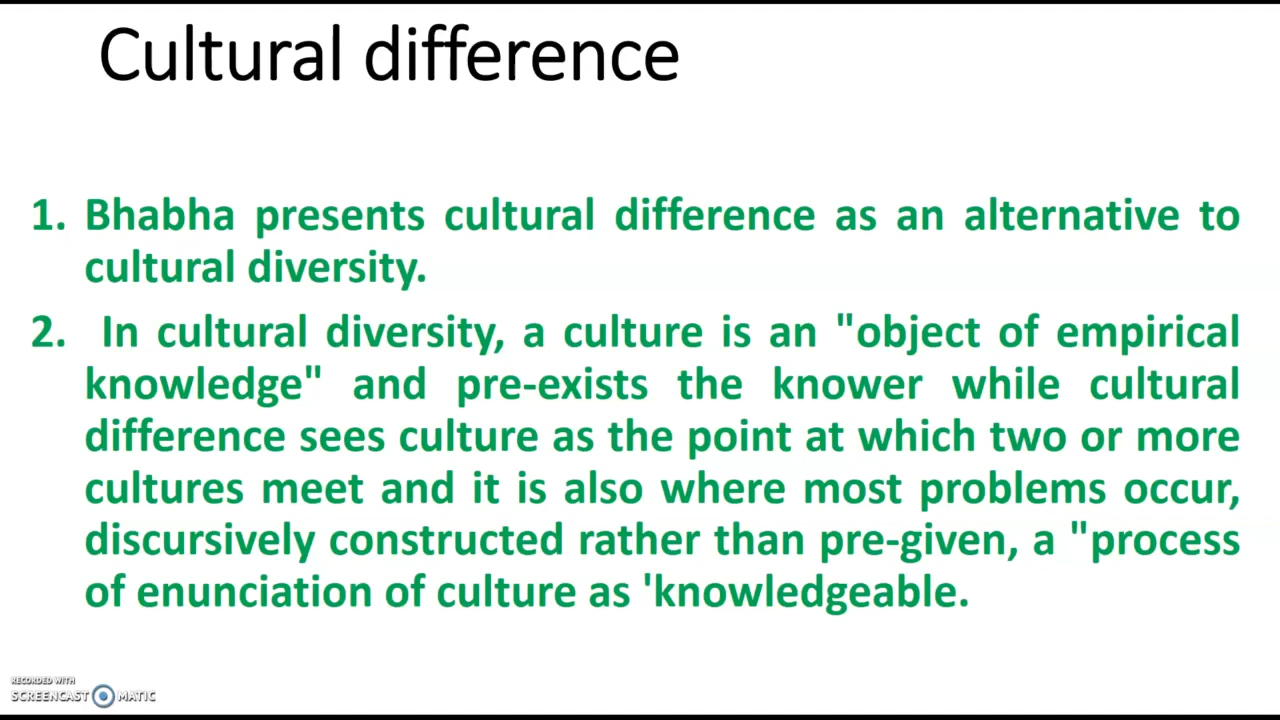 Cultural difference
1. Bhabha presents cultural difference as an alternative to
cultural diversity.
2. In cultural diversity, a culture is an "object of empirical
knowledge" and pre-exists the knower while cultural
difference sees culture as the point at which two or more
cultures meet and it is also where most problems occur,
discursively constructed rather than pre-given, a "process
of enunciation of culture as 'knowledgeable.
RECORDED WITH
SCREENCAST MATIC